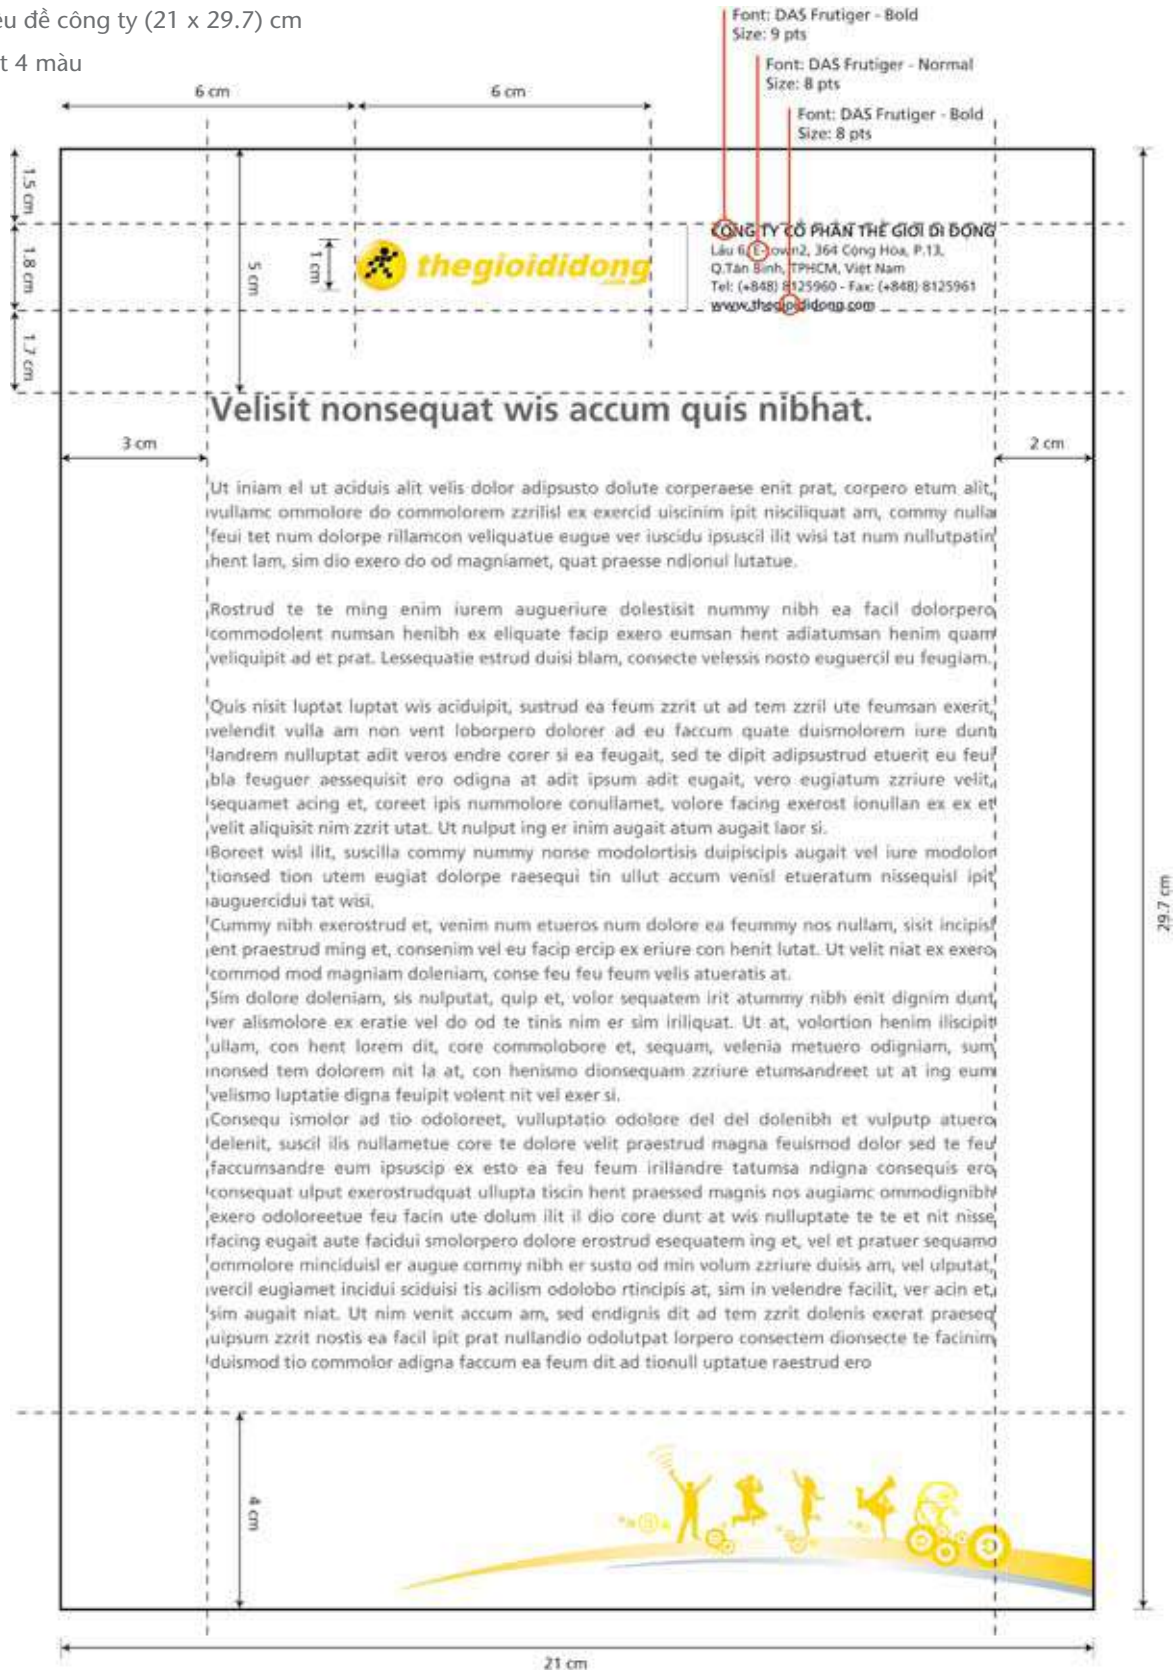 đề công ty (21 x 29.7) cm
4 màu
Font: DAS Frutiger - Bold
Size: 9 pts
Font: DAS Frutiger - Normal
Size: 8 pts
Font: DAS Frutiger - Bold
Size: 8 pts
6 cm
6 cm
1.5 cm
1.8 cm
1.7 cm
5 cm
1 cm
thegioididong
.com
CÔNG TY CỔ PHẦN THẾ GIỚI DI ĐỘNG
Lầu 6, E-town2, 364 Cộng Hòa, P.13,
Q.Tân Bình, TPHCM, Việt Nam
Tel: (+848) 8125960 - Fax: (+848) 8125961
www.thegioididong.com
Velisit nonsequat wis accum quis nibhat.
3 cm
2 cm
Ut iniam el ut aciduis alit velis dolor adipsusto dolute corperaese enit prat, corpero etum alit,
vullamc ommolore do commolorem zzrilisl ex exercid uiscinim ipit nisciliquat am, commy nulla
feui tet num dolorpe rillamcon veliquatue eugue ver iuscidu ipsuscil ilit wisi tat num nullutpatin
hent lam, sim dio exero do od magniamet, quat praesse ndionul lutatue.
Rostrud te te ming enim iurem augueriure dolestisit nummy nibh ea facil dolorpero
commodolent numsan henibh ex eliquate facip exero eumsan hent adiatumsan henim quam
veliquipit ad et prat. Lessequatie estrud duisi blam, consecte velessis nosto euguercil eu feugiam.
Quis nisit luptat luptat wis aciduipit, sustrud ea feum zzrit ut ad tem zzril ute feumsan exerit,
velendit vulla am non vent loborpero dolorer ad eu faccum quate duismolorem iure dunt
landrem nulluptat adit veros endre corer si ea feugait, sed te dipit adipsustrud etuerit eu feui
bla feuguer aessequisit ero odigna at adit ipsum adit eugait, vero eugiatum zzriure velit,
sequamet acing et, coreet ipis nummolore conullamet, volore facing exerost ionullan ex ex et
velit aliquisit nim zzrit utat. Ut nulput ing er inim augait atum augait laor si.
Boreet wisl ilit, suscilla commy nummy nonse modolortisis duipiscipis augait vel iure modolor
tionsed tion utem eugiat dolorpe raesequi tin ullut accum venisl etueratum nissequisl ipit
auguercidui tat wisi.
Cummy nibh exerostrud et, venim num etueros num dolore ea feummy nos nullam, sisit incipisl
ent praestrud ming et, consenim vel eu facip ercip ex eriure con henit lutat. Ut velit niat ex exero
commod mod magniam doleniam, conse feu feu feum velis atueratis at.
Sim dolore doleniam, sis nulputat, quip et, volor sequatem irit atummy nibh enit dignim dunt
ver alismolore ex eratie vel do od te tinis nim er sim iriliquat. Ut at, volortion henim iliscipit
ullam, con hent lorem dit, core commolobore et, sequam, velenia metuero odigniam, sum
nonsed tem dolorem nit la at, con henismo dionsequam zzriure etumsandreet ut at ing eum
velismo luptatie digna feuipit volent nit vel exer si.
Consequ ismolor ad tio odoloreet, vulluptatio odolore del del dolenibh et vulputp atuero
delenit, suscil ilis nullametue core te dolore velit praestrud magna feuismod dolor sed te feu
faccumsandre eum ipsuscip ex esto ea feu feum irillandre tatumsa ndigna consequis ero
consequat ulput exerostrudquat ullupta tiscin hent praessed magnis nos augiamc ommodignibh
exero odoloreetue feu facin ute dolum ilit il dio core dunt at wis nulluptate te te et nit nisse
facing eugait aute facidui smolorpero dolore erostrud esequatem ing et, vel et pratuer sequamo
ommolore minciduisl er augue commy nibh er susto od min volum zzriure duisis am, vel ulputat,
vercil eugiamet incidui sciduisi tis acilism odolobo rtincipis at, sim in velendre facilit, ver acin et,
sim augait niat. Ut nim venit accum am, sed endignis dit ad tem zzrit dolenis exerat praeseq
uipsum zzrit nostis ea facil ipit prat nullandio odolutpat lorpero consectem dionsecte te facinim
duismod tio commolor adigna faccum ea feum dit ad tionull uptatue raestrud ero
29.7 cm
4 cm
21 cm